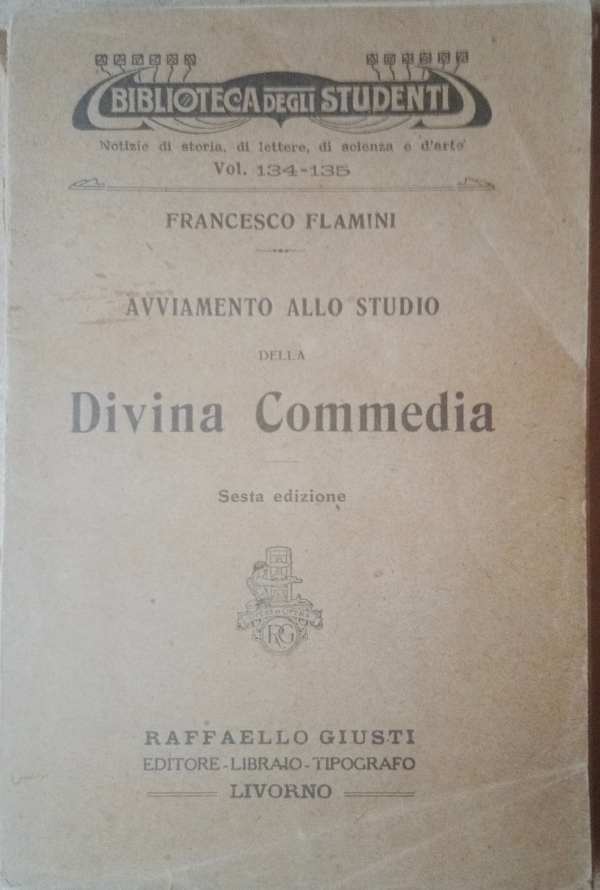 BIBLIOTECA DEGLI STUDENTI
Notizie di storia, di lettere, di scienza e d'arte
Vol. 134-135
FRANCESCO FLAMINI
AVVIAMENTO ALLO STUDIO
DELLA
Divina Commedia
Sesta edizione
RG
RAFFAELLO GIUSTI
EDITORE-LIBRAIO-TIPOGRAFO
LIVORNO